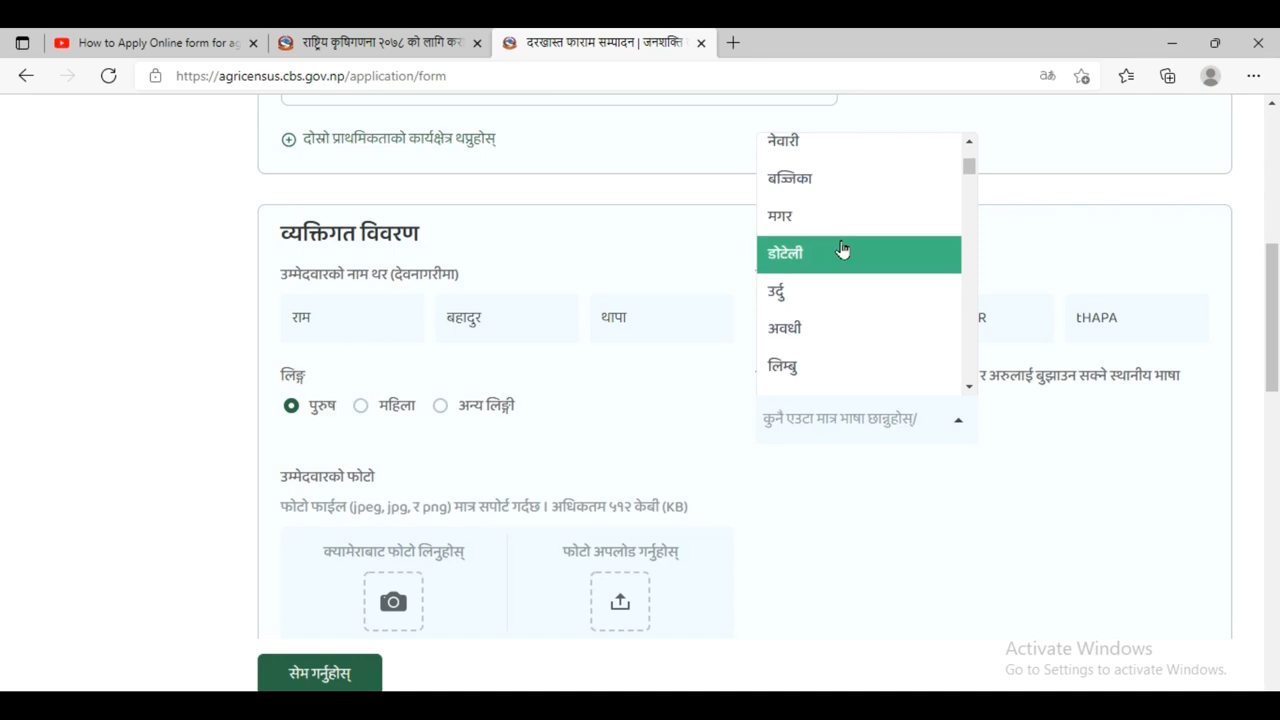 How to Apply Online form for ag
राष्ट्रिय कृषिगणना २०७८ को लागि कर
दरखास्त फाराम सम्पादन | जनशक्ति
https://agricensus.cbs.gov.np/application/form
दोस्रो प्राथमिकताको कार्यक्षेत्र थप्नुहोस्
नेवारी
बज्जिका
मगर
डोटेली
उर्दु
अवधी
लिम्बु
व्यक्तिगत विवरण
उम्मेदवारको नाम थर (देवनागरीमा)
राम
बहादुर
थापा
R
tHAPA
लिङ्ग
र अरुलाई बुझाउन सक्ने स्थानीय भाषा
पुरुष
महिला
अन्य लिङ्गी
कुनै एउटा मात्र भाषा छान्नुहोस्/
उम्मेदवारको फोटो
फोटो फाईल (jpeg, jpg, र png) मात्र सपोर्ट गर्दछ । अधिकतम ५१२ केबी (KB)
क्यामेराबाट फोटो लिनुहोस्
फोटो अपलोड गर्नुहोस्
सेभ गर्नुहोस्
Activate Windows
Go to Settings to activate Windows.